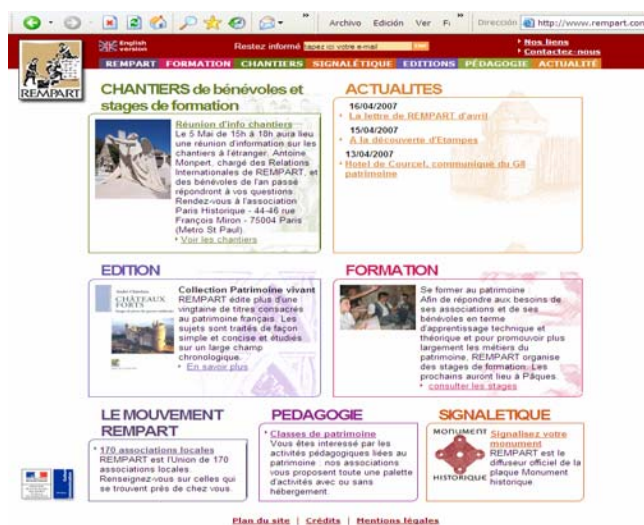 Archivo Edición Ver Dirección http://www.rempart.com
English version
Restez informé tapez ici votre e-mail
Nos liens
Contactez-nous
REMPART
REMPART FORMATION CHANTIERS SIGNALÉTIQUE EDITIONS PÉDAGOGIE ACTUALITÉ
CHANTIERS de bénévoles et
stages de formation
Réunion d'info chantiers
Le 5 Mai de 15h à 18h aura lieu
une réunion d'information sur les
chantiers à l'étranger. Antoine
Monpert, chargé des Relations
Internationales de REMPART, et
des bénévoles de l'an passé
répondront à vos questions.
Rendez-vous à l'association
Paris Historique - 44-46 rue
François Miron - 75004 Paris
(Metro St Paul).
Voir les chantiers
ACTUALITES
16/04/2007
La lettre de REMPART d'avril
15/04/2007
A la découverte d'Etampes
13/04/2007
Hotel de Courcel, communiqué du G8
patrimoine
EDITION
CHÂTEAUX
FORTS
Collection Patrimoine vivant
REMPART édite plus d'une
vingtaine de titres consacrés
au patrimoine français. Les
sujets sont traités de façon
simple et concise et étudiés
sur un large champ
chronologique.
En savoir plus
FORMATION
Se former au patrimoine
Afin de répondre aux besoins de
ses associations et de ses
bénévoles en terme
d'apprentissage technique et
théorique et pour promouvoir plus
largement les métiers du
patrimoine, REMPART organise
des stages de formation. Les
prochains auront lieu à Pâques.
consulter les stages
LE MOUVEMENT
REMPART
170 associations locales
REMPART est l'Union de 170
associations locales.
Renseignez-vous sur celles qui
se trouvent près de chez vous.
PEDAGOGIE
Classes de patrimoine
Vous êtes interessé par les
activités pédagogiques liées au
patrimoine : nos associations
vous proposent toute une palette
d'activités avec ou sans
hébergement.
SIGNALETIQUE
MONUMENT
HISTORIQUE
Signalisez votre
monument
REMPART est le
diffuseur officiel de la
plaque Monument
historique.
Plan du site | Crédits | Mentions légales